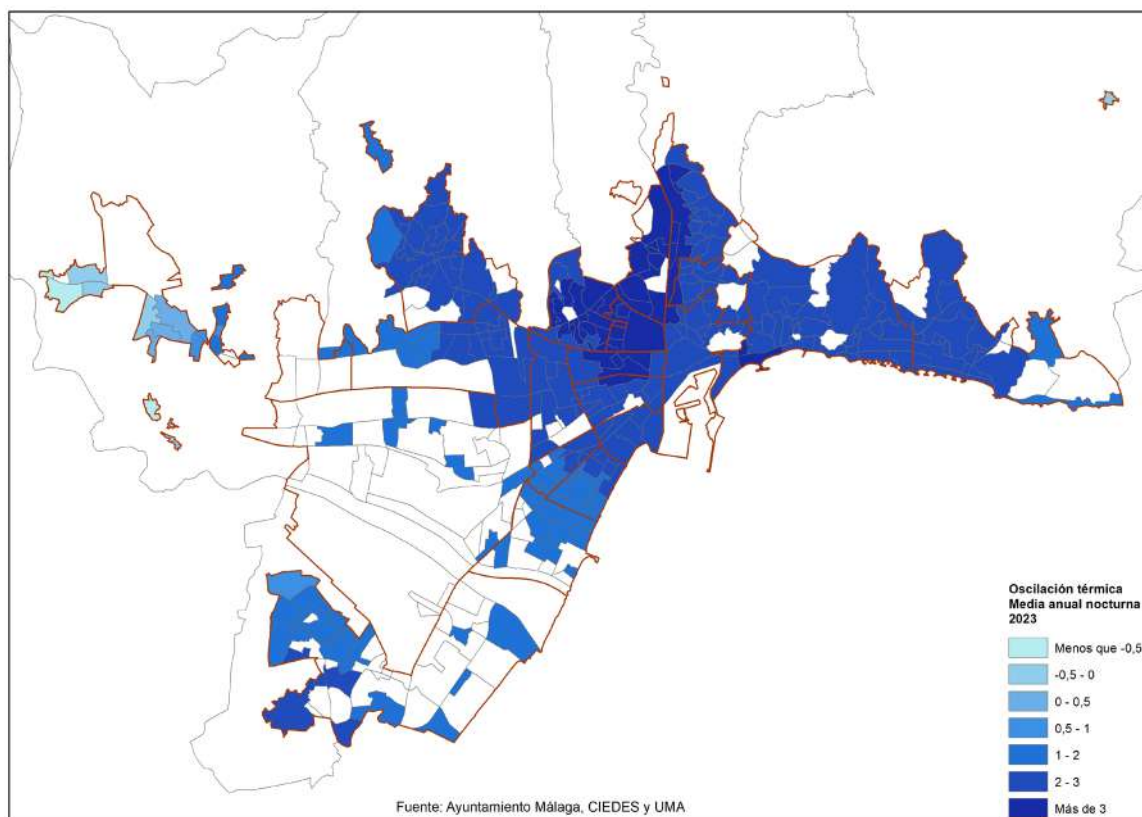 Oscilación térmica
Media anual nocturna
2023
Menos que -0,5
-0,5 - 0
0 - 0,5
0,5 - 1
1 - 2
2 - 3
Más de 3
Fuente: Ayuntamiento Málaga, CIEDES y UMA